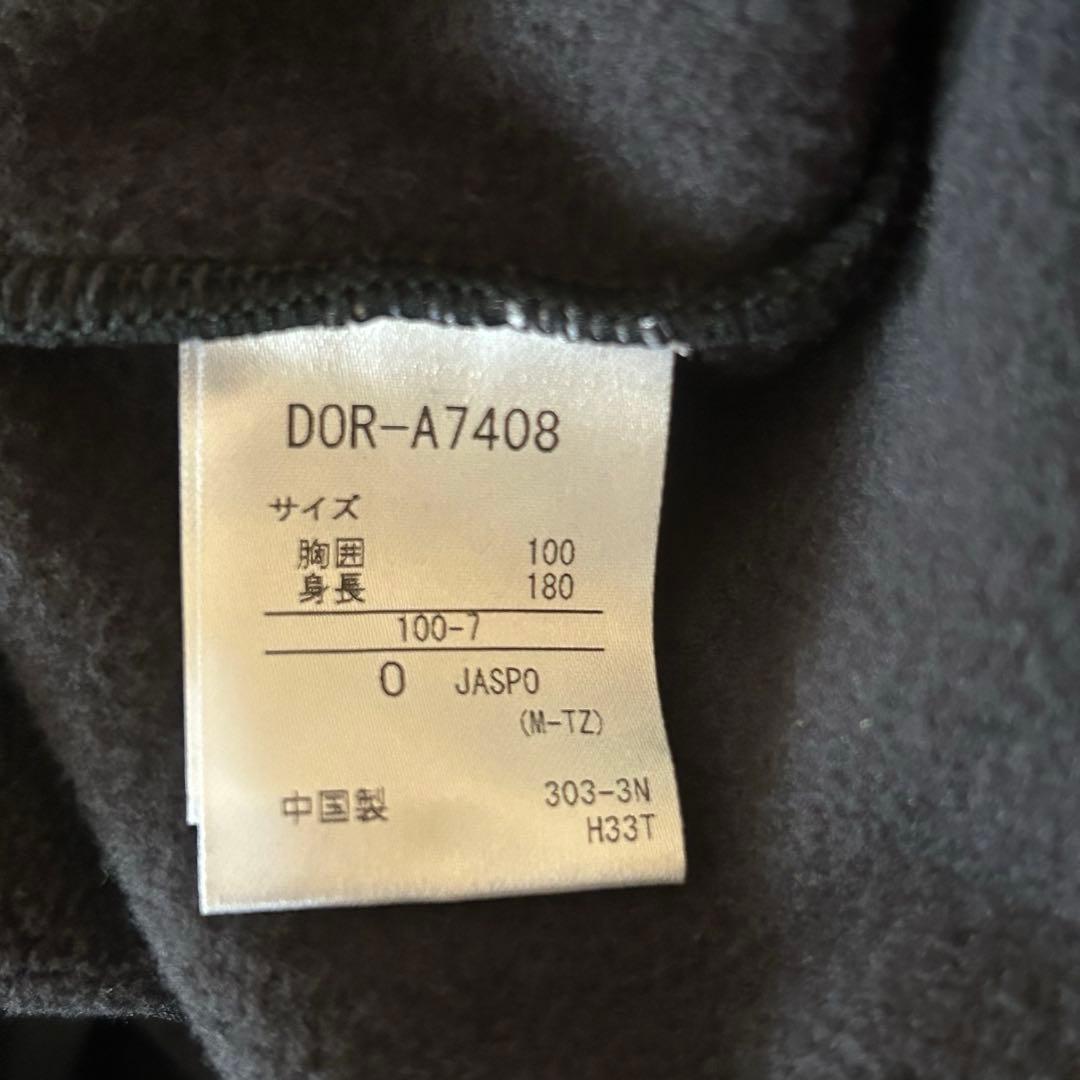 DOR-A7408
サイズ
胸囲 100
身長 180
100-7
O JASPO
(M-TZ)
中国製 303-3N
H33T